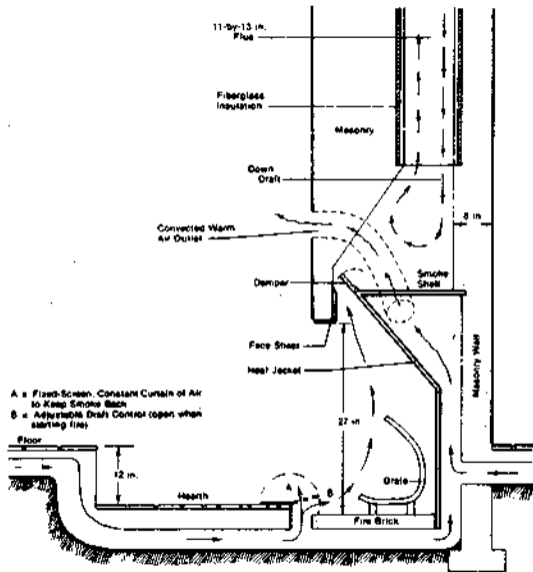 11-by-13 in.
Flue
Fiberglass
Insulation
Masonry
Down
Draft
8 in
Convected Warm
Air Outlet
Smoke
Shelf
Damper
Face Sheet
Heat Jacket
Masonry Wall
A = Fixed-Screen, Constant Curtain of Air
to Keep Smoke Back
B = Adjustable Draft Control (open when
starting fire)
Floor
27 in
12 in.
A
B
Grate
Hearth
Fire Brick